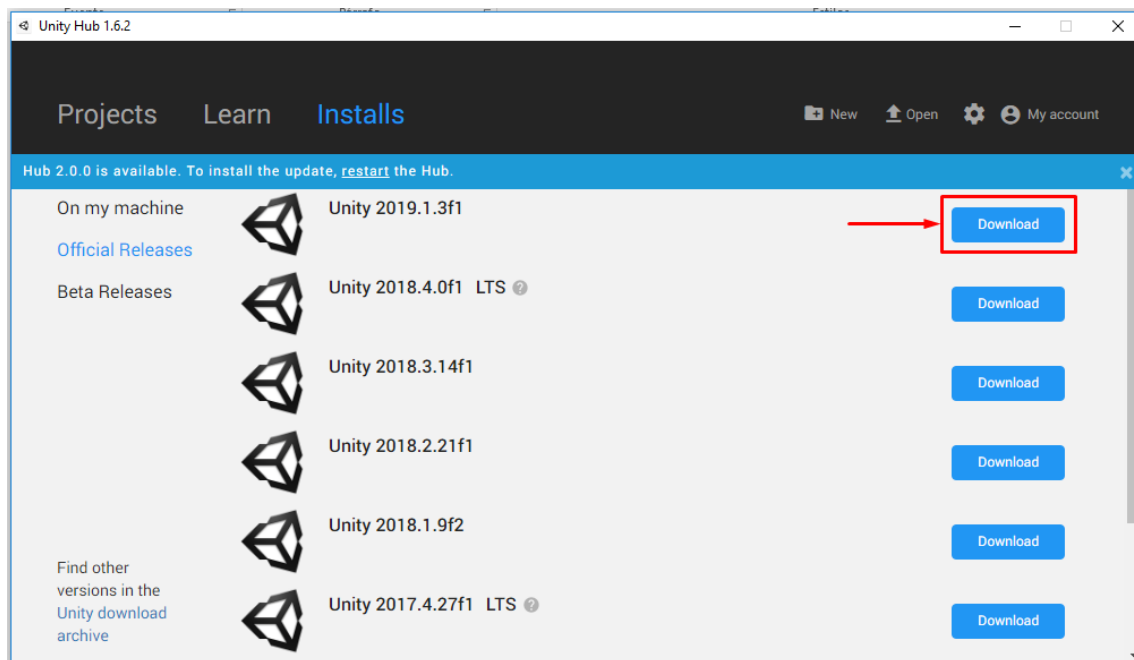 Unity Hub 1.6.2
Projects Learn Installs New Open My account
Hub 2.0.0 is available. To install the update, restart the Hub.
On my machine
Official Releases
Beta Releases
Find other
versions in the
Unity download
archive
Unity 2019.1.3f1 Download
Unity 2018.4.0f1 LTS ? Download
Unity 2018.3.14f1 Download
Unity 2018.2.21f1 Download
Unity 2018.1.9f2 Download
Unity 2017.4.27f1 LTS ? Download